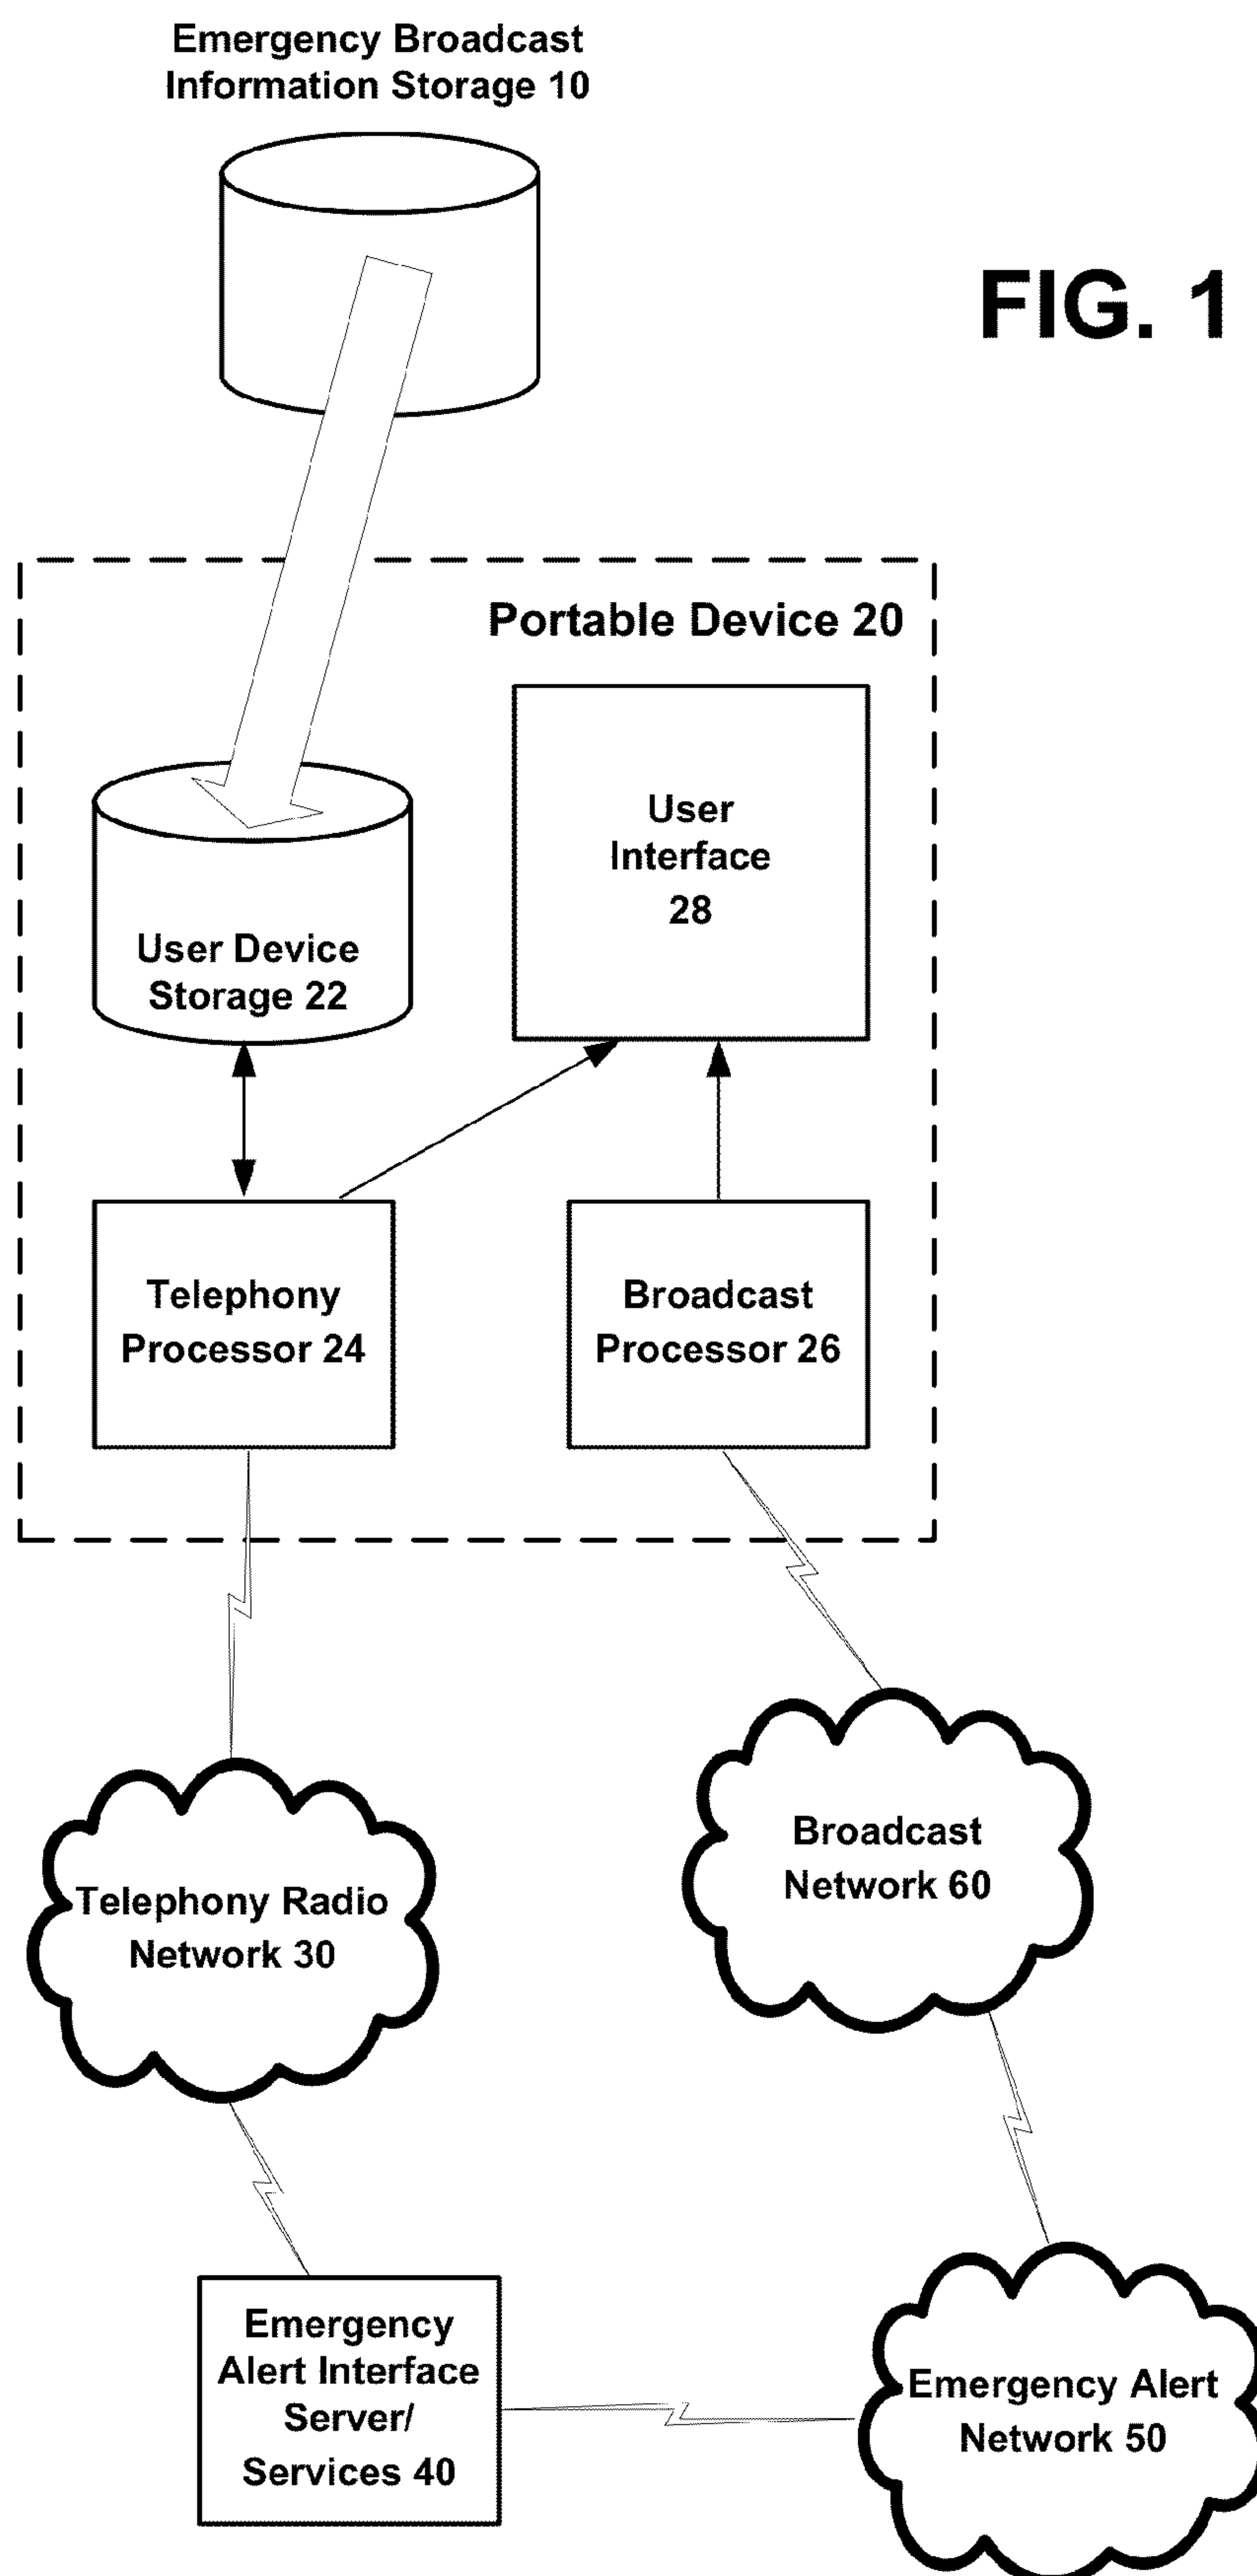 Emergency Broadcast
Information Storage 10
FIG. 1
Portable Device 20
User
Interface
28
User Device
Storage 22
Telephony
Processor 24
Broadcast
Processor 26
Broadcast
Network 60
Telephony Radio
Network 30
Emergency
Alert Interface
Server/
Services 40
Emergency Alert
Network 50